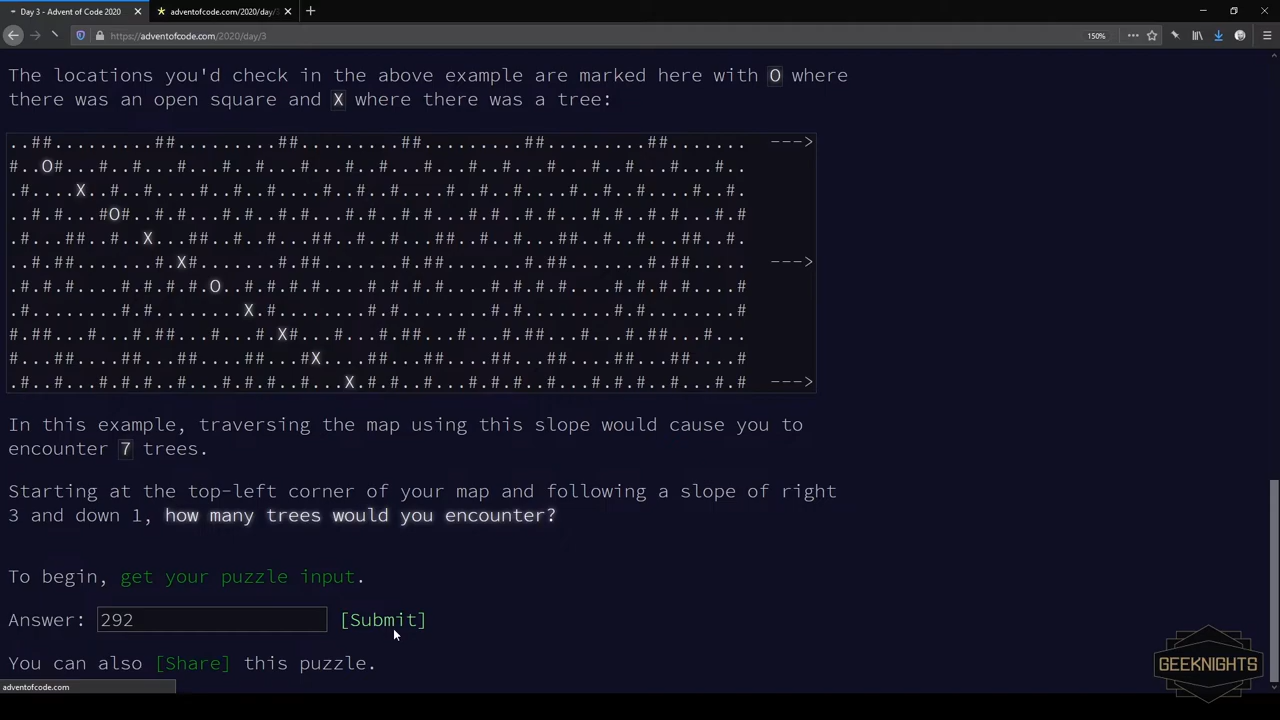 Day 3 - Advent of Code 2020
adventofcode.com/2020/day/3
https://adventofcode.com/2020/day/3
150%
The locations you'd check in the above example are marked here with O where
there was an open square and X where there was a tree:
..##.........##.........##.........##.........##.........##....... --->
#..O#...#..#...#...#..#...#...#..#...#...#..#...#...#..#...#...#..
.#....X..#..#....#..#..#....#..#..#....#..#..#....#..#..#....#..#.
..#.#...#O#..#.#...#.#..#.#...#.#..#.#...#.#..#.#...#.#..#.#...#.#
.#...##..#..X...##..#..#...##..#..#...##..#..#...##..#..#...##..#.
..#.##.......#.X#.......#.##.......#.##.......#.##.......#.##..... --->
.#.#.#....#.#.#.#.O..#.#.#.#....#.#.#.#....#.#.#.#....#.#.#.#....#
.#........#.#........X.#........#.#........#.#........#.#........#
#.##...#...#.##...#...#.X#...#...#.##...#...#.##...#...#.##...#...
#...##....##...##....##...#X....##...##....##...##....##...##....#
.#..#...#.#.#..#...#.#.#..#...X.#.#..#...#.#.#..#...#.#.#..#...#.# --->
In this example, traversing the map using this slope would cause you to
encounter 7 trees.
Starting at the top-left corner of your map and following a slope of right
3 and down 1, how many trees would you encounter?
To begin, get your puzzle input.
Answer: 292 [Submit]
You can also [Share] this puzzle.
adventofcode.com
GEEKNIGHTS